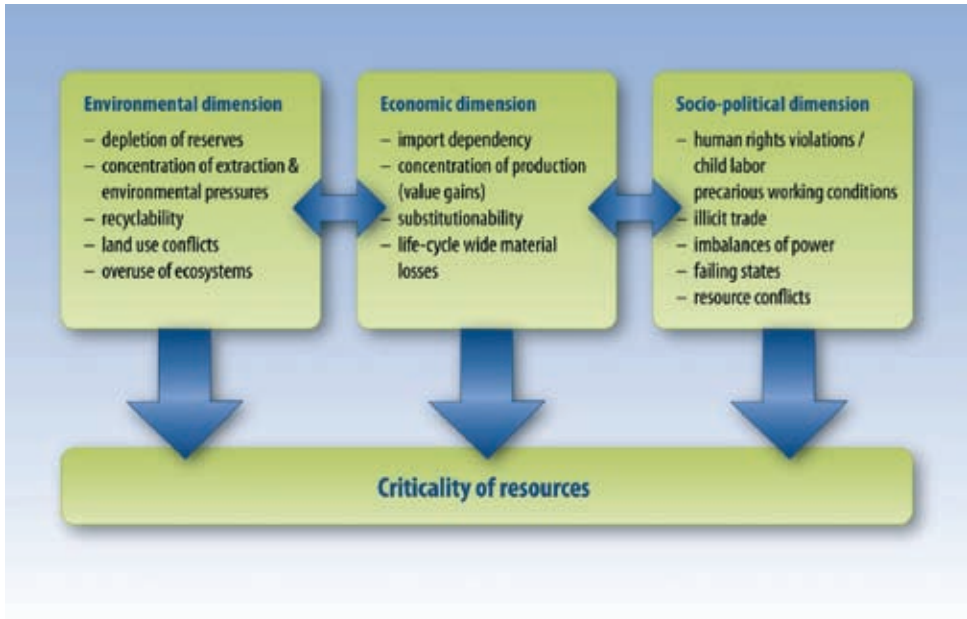 Environmental dimension
– depletion of reserves
– concentration of extraction &
environmental pressures
– recyclability
– land use conflicts
– overuse of ecosystems
Economic dimension
– import dependency
– concentration of production
(value gains)
– substitutionability
– life-cycle wide material
losses
Socio-political dimension
– human rights violations /
child labor
precarious working conditions
– illicit trade
– imbalances of power
– failing states
– resource conflicts
Criticality of resources